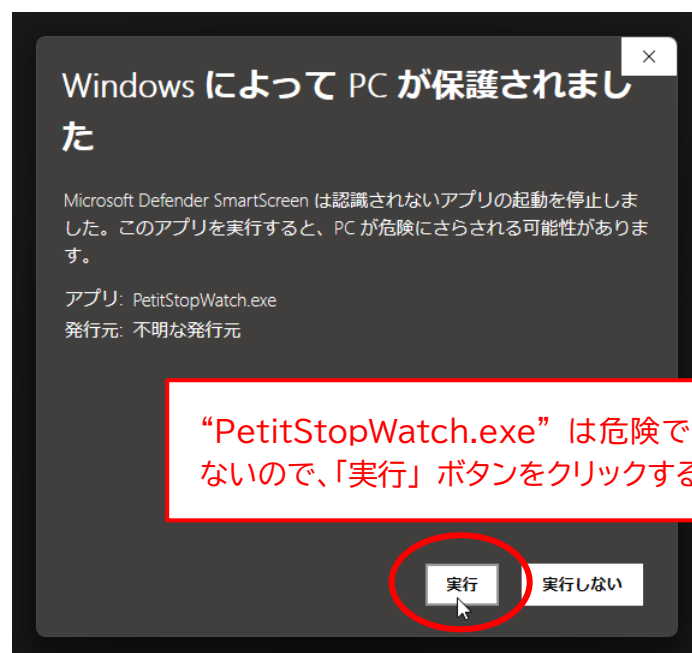 Windows によって PC が保護されまし
た
Microsoft Defender SmartScreen は認識されないアプリの起動を停止しま
した。このアプリを実行すると、PC が危険にさらされる可能性がありま
す。
アプリ: PetitStopWatch.exe
発行元: 不明な発行元
“PetitStopWatch.exe” は危険で
ないので、「実行」ボタンをクリックする
実行
実行しない